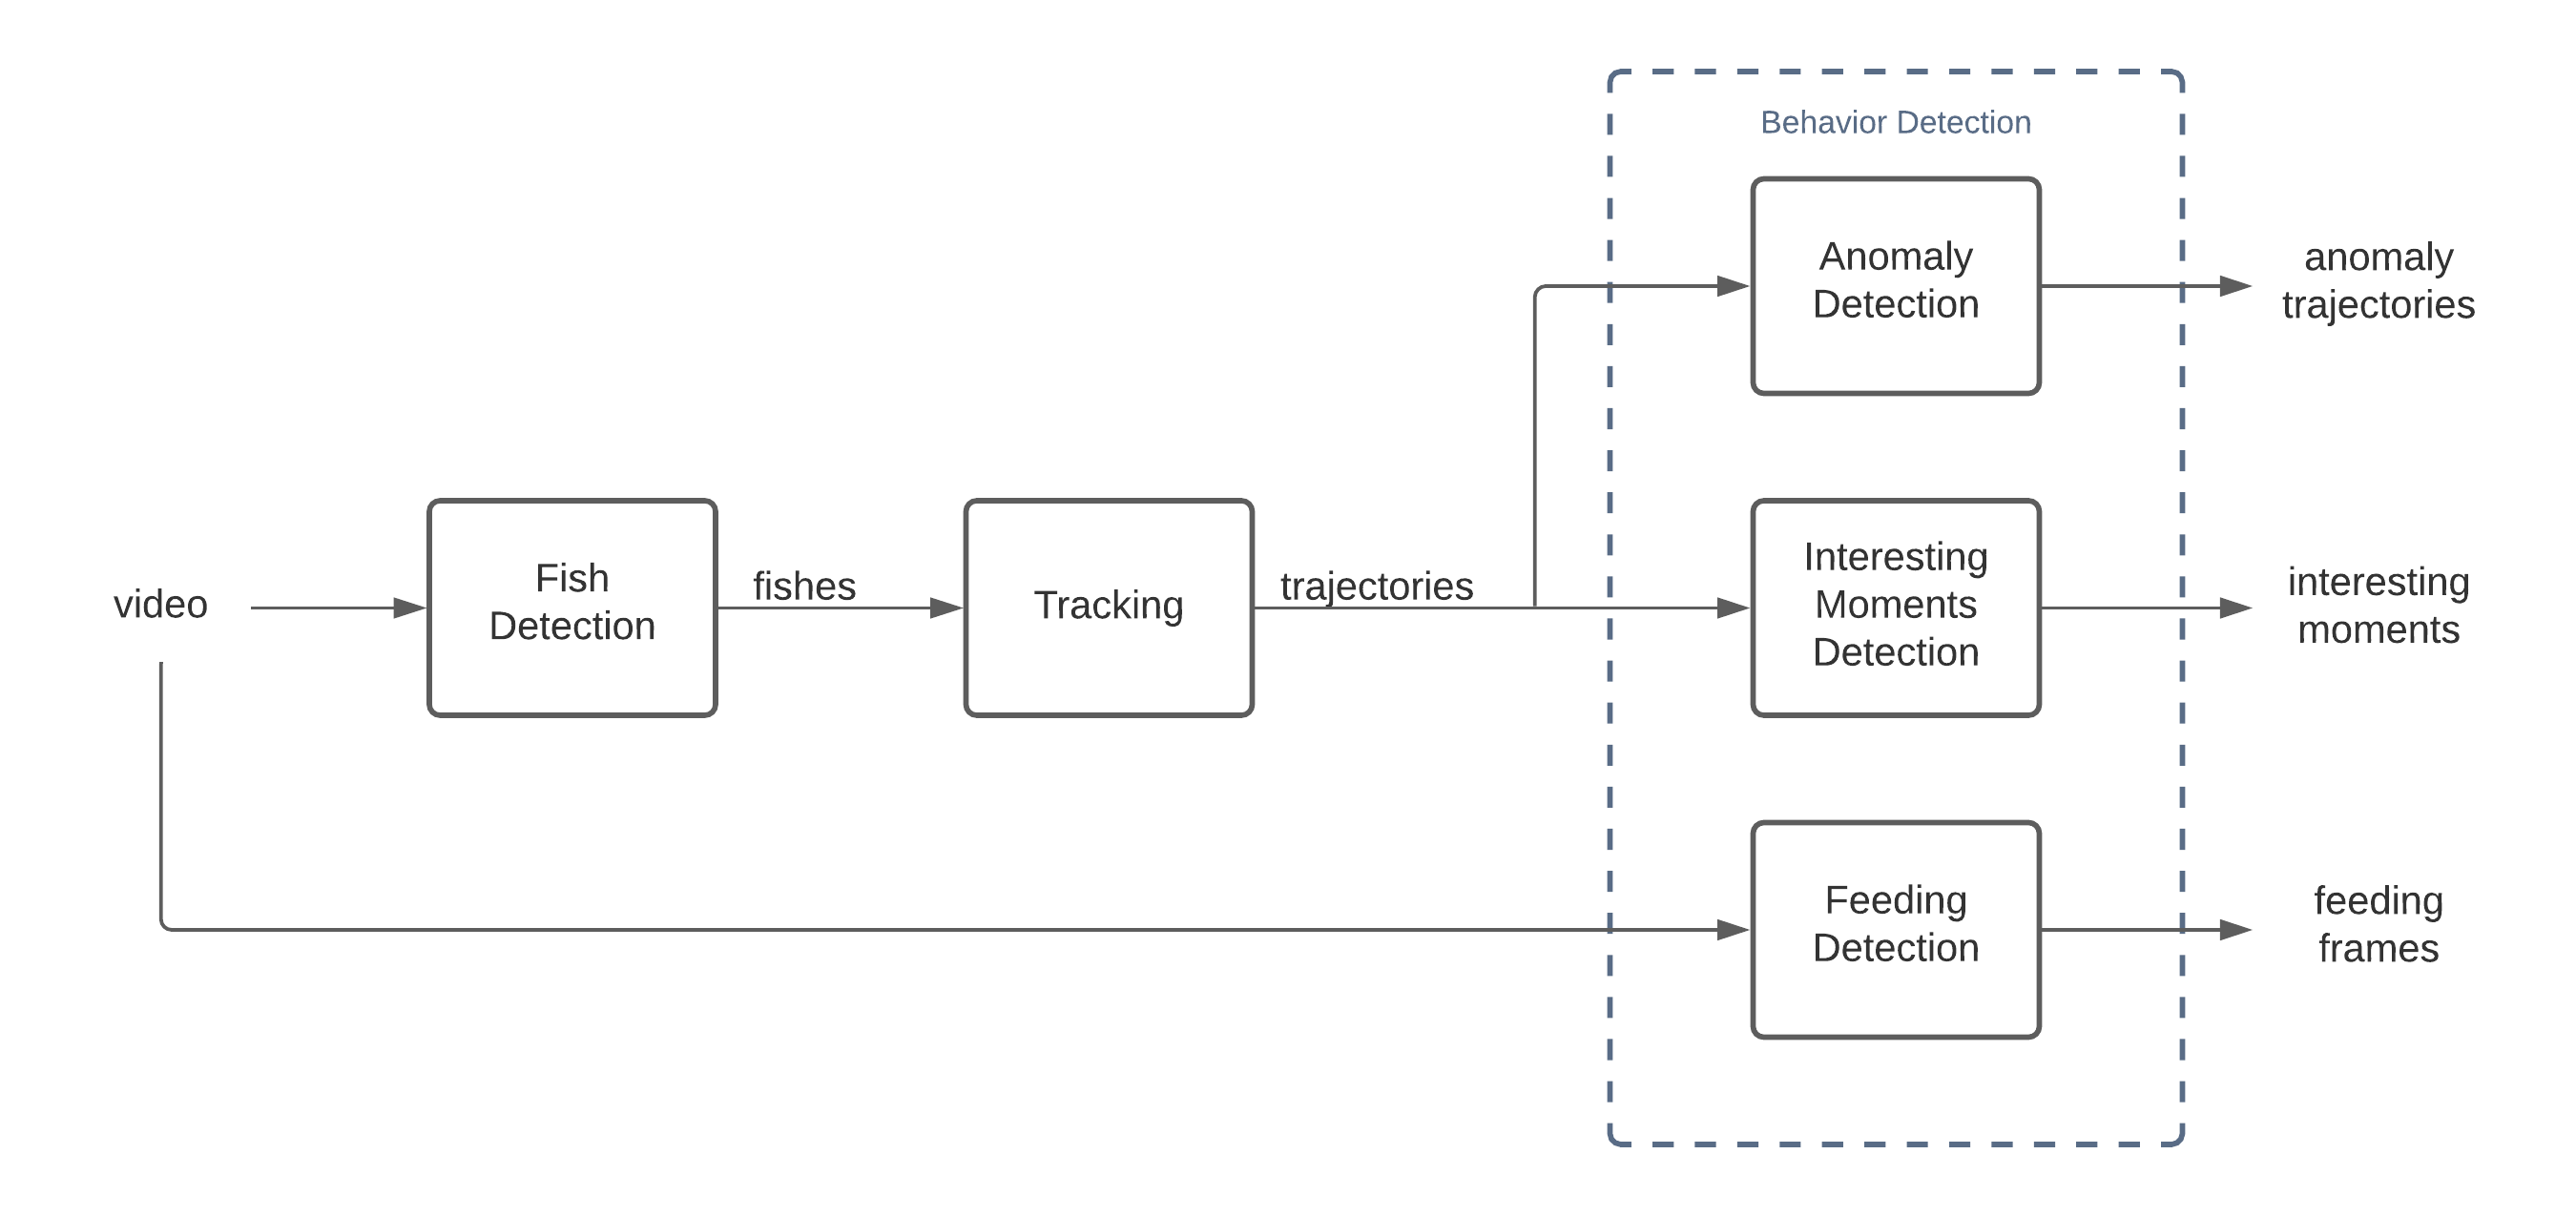 Behavior Detection
Anomaly
Detection
anomaly
trajectories
video
Fish
Detection
fishes
Tracking
trajectories
Interesting
Moments
Detection
interesting
moments
Feeding
Detection
feeding
frames